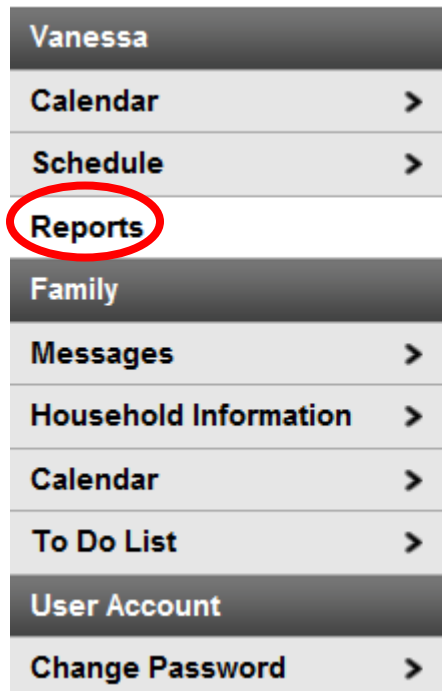 Vanessa
Calendar
Schedule
Reports
Family
Messages
Household Information
Calendar
To Do List
User Account
Change Password